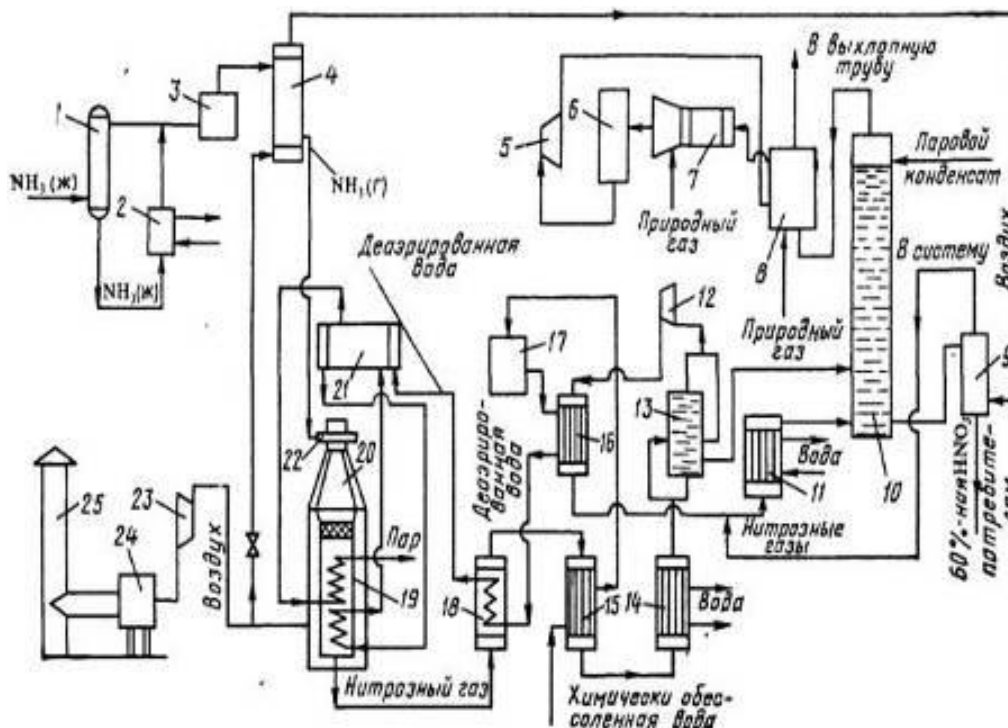 В выхлопную
трубу
1
3
4
6
5
7
8
Паровой
конденсат
NH₃(ж)
2
NH₃(г)
Природный
газ
Воздух
Деаэрированная
вода
В систему
NH₃(ж)
12
17
Природный
газ
9
21
13
16
22
20
Деаэриро-
ванная
вода
11
Вода
10
25
23
Нитрозные
газы
60%-ная HNO₃
потребите-
Пар
24
Воздух
19
18
15
14
Вода
Нитрозный газ
Химически обес-
соленная вода